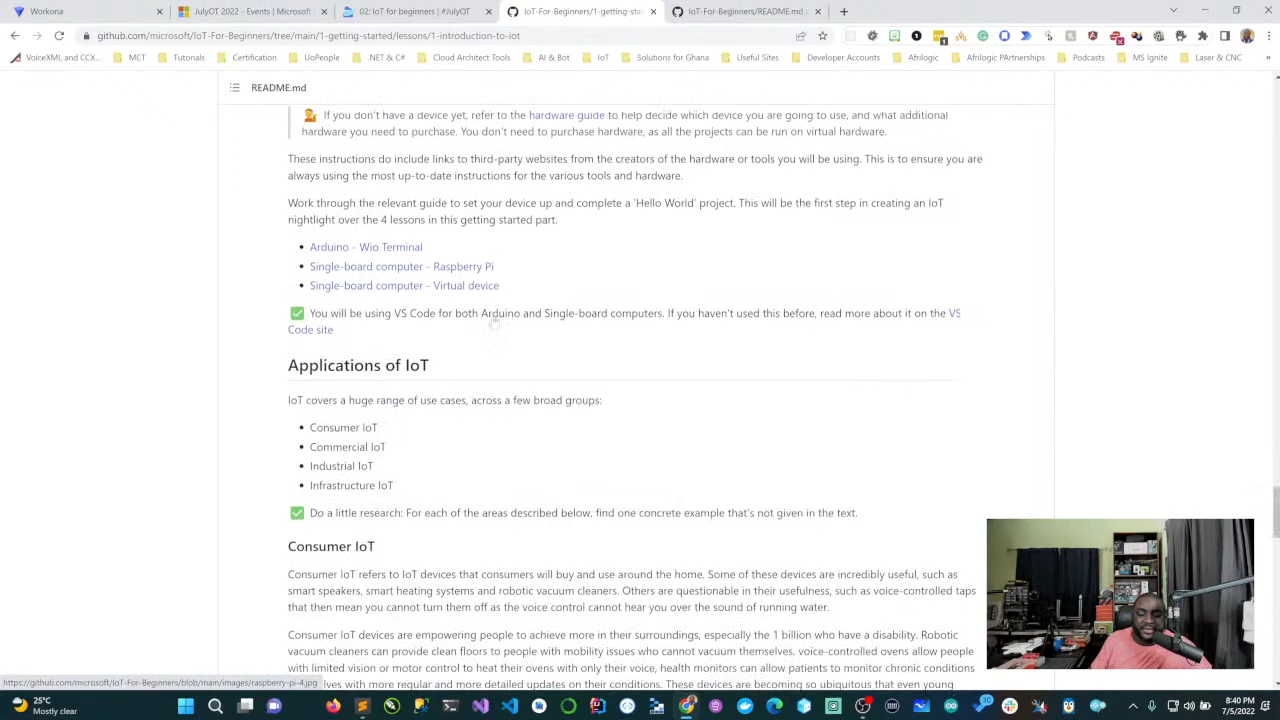 Workona
JulyOT 2022 - Events | Microsoft
02: IoT Project | #JulyOT
IoT-For-Beginners/1-getting-star
IoT-For-Beginners/README.md
github.com/microsoft/IoT-For-Beginners/tree/main/1-getting-started/lessons/1-introduction-to-iot
VoiceXML and CCX... MCT Tutorials Certification UoPeople .NET & C# Cloud Architect Tools AI & Bot IoT Solutions for Ghana Useful Sites Developer Accounts Afrilogic Afrilogic PArtnerships Podcasts MS Ignite Laser & CNC »
README.md
If you don't have a device yet, refer to the hardware guide to help decide which device you are going to use, and what additional
hardware you need to purchase. You don't need to purchase hardware, as all the projects can be run on virtual hardware.
These instructions do include links to third-party websites from the creators of the hardware or tools you will be using. This is to ensure you are
always using the most up-to-date instructions for the various tools and hardware.
Work through the relevant guide to set your device up and complete a 'Hello World' project. This will be the first step in creating an IoT
nightlight over the 4 lessons in this getting started part.
• Arduino - Wio Terminal
• Single-board computer - Raspberry Pi
• Single-board computer - Virtual device
You will be using VS Code for both Arduino and Single-board computers. If you haven't used this before, read more about it on the VS
Code site
Applications of IoT
IoT covers a huge range of use cases, across a few broad groups:
• Consumer IoT
• Commercial IoT
• Industrial IoT
• Infrastructure IoT
Do a little research: For each of the areas described below, find one concrete example that's not given in the text.
Consumer IoT
Consumer IoT refers to IoT devices that consumers will buy and use around the home. Some of these devices are incredibly useful, such as
smart speakers, smart heating systems and robotic vacuum cleaners. Others are questionable in their usefulness, such as voice-controlled taps
that then mean you cannot turn them off as the voice control cannot hear you over the sound of running water.
Consumer IoT devices are empowering people to achieve more in their surroundings, especially the 1 billion who have a disability. Robotic
vacuum cleaners can provide clean floors to people with mobility issues who cannot vacuum themselves, voice-controlled ovens allow people
with limited vision or motor control to heat their ovens with only their voice, health monitors can allow patients to monitor chronic conditions
lves with more regular and more detailed updates on their conditions. These devices are becoming so ubiquitous that even young
https://github.com/microsoft/IoT-For-Beginners/blob/main/images/raspberry-pi-4.jpg
25°C
Mostly clear
8:40 PM
7/5/2022